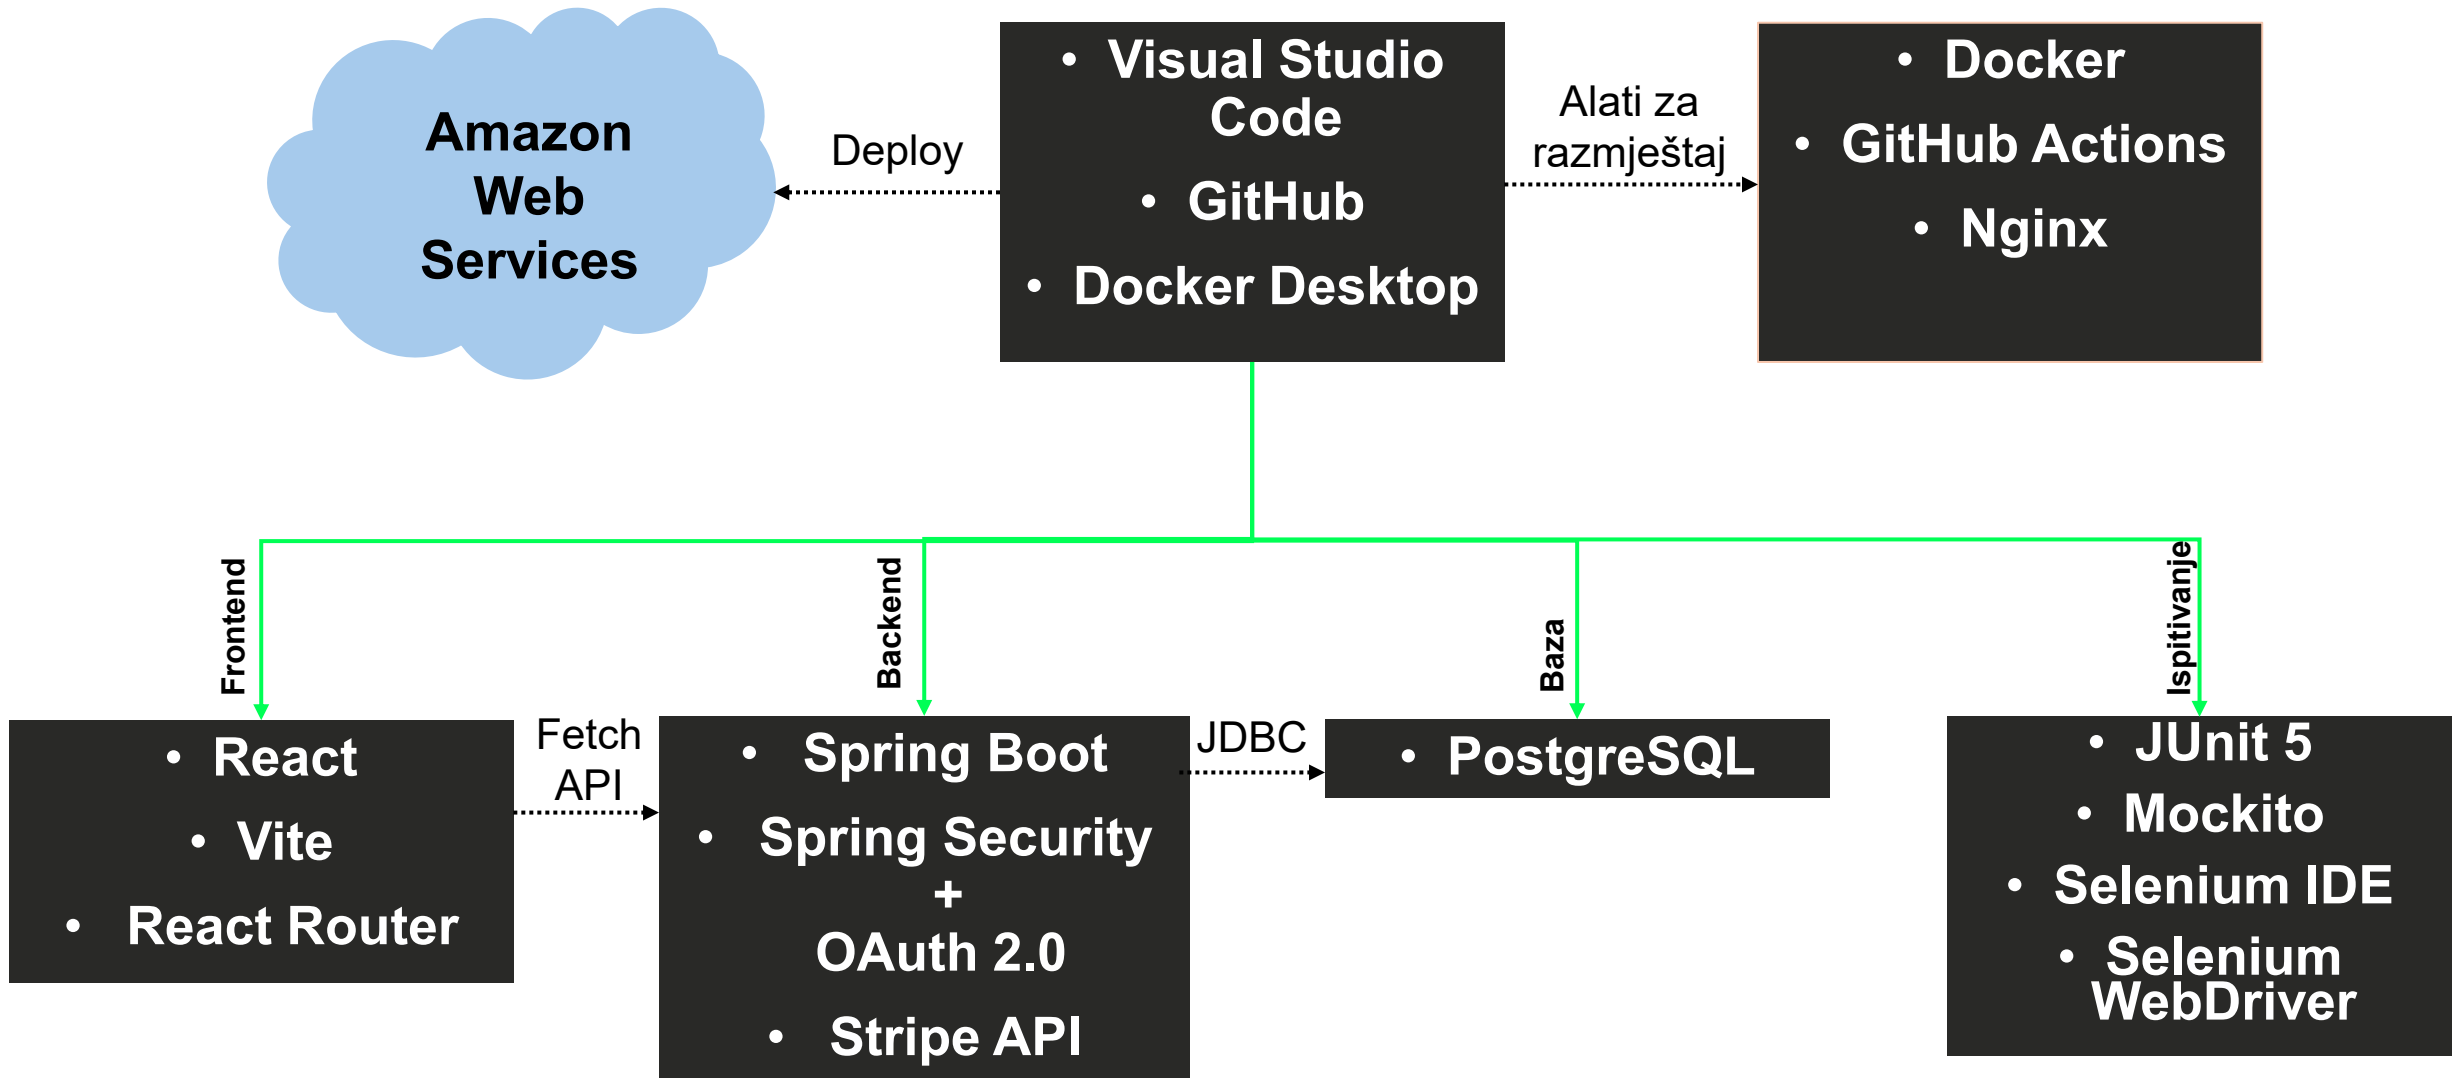 Amazon
Web
Services
Deploy
• Visual Studio
Code
• GitHub
• Docker Desktop
Alati za
razmještaj
• Docker
• GitHub Actions
• Nginx
Frontend
Backend
Baza
Ispitivanje
• React
• Vite
• React Router
Fetch
API
• Spring Boot
• Spring Security
+
OAuth 2.0
• Stripe API
JDBC
• PostgreSQL
• JUnit 5
• Mockito
• Selenium IDE
• Selenium
WebDriver